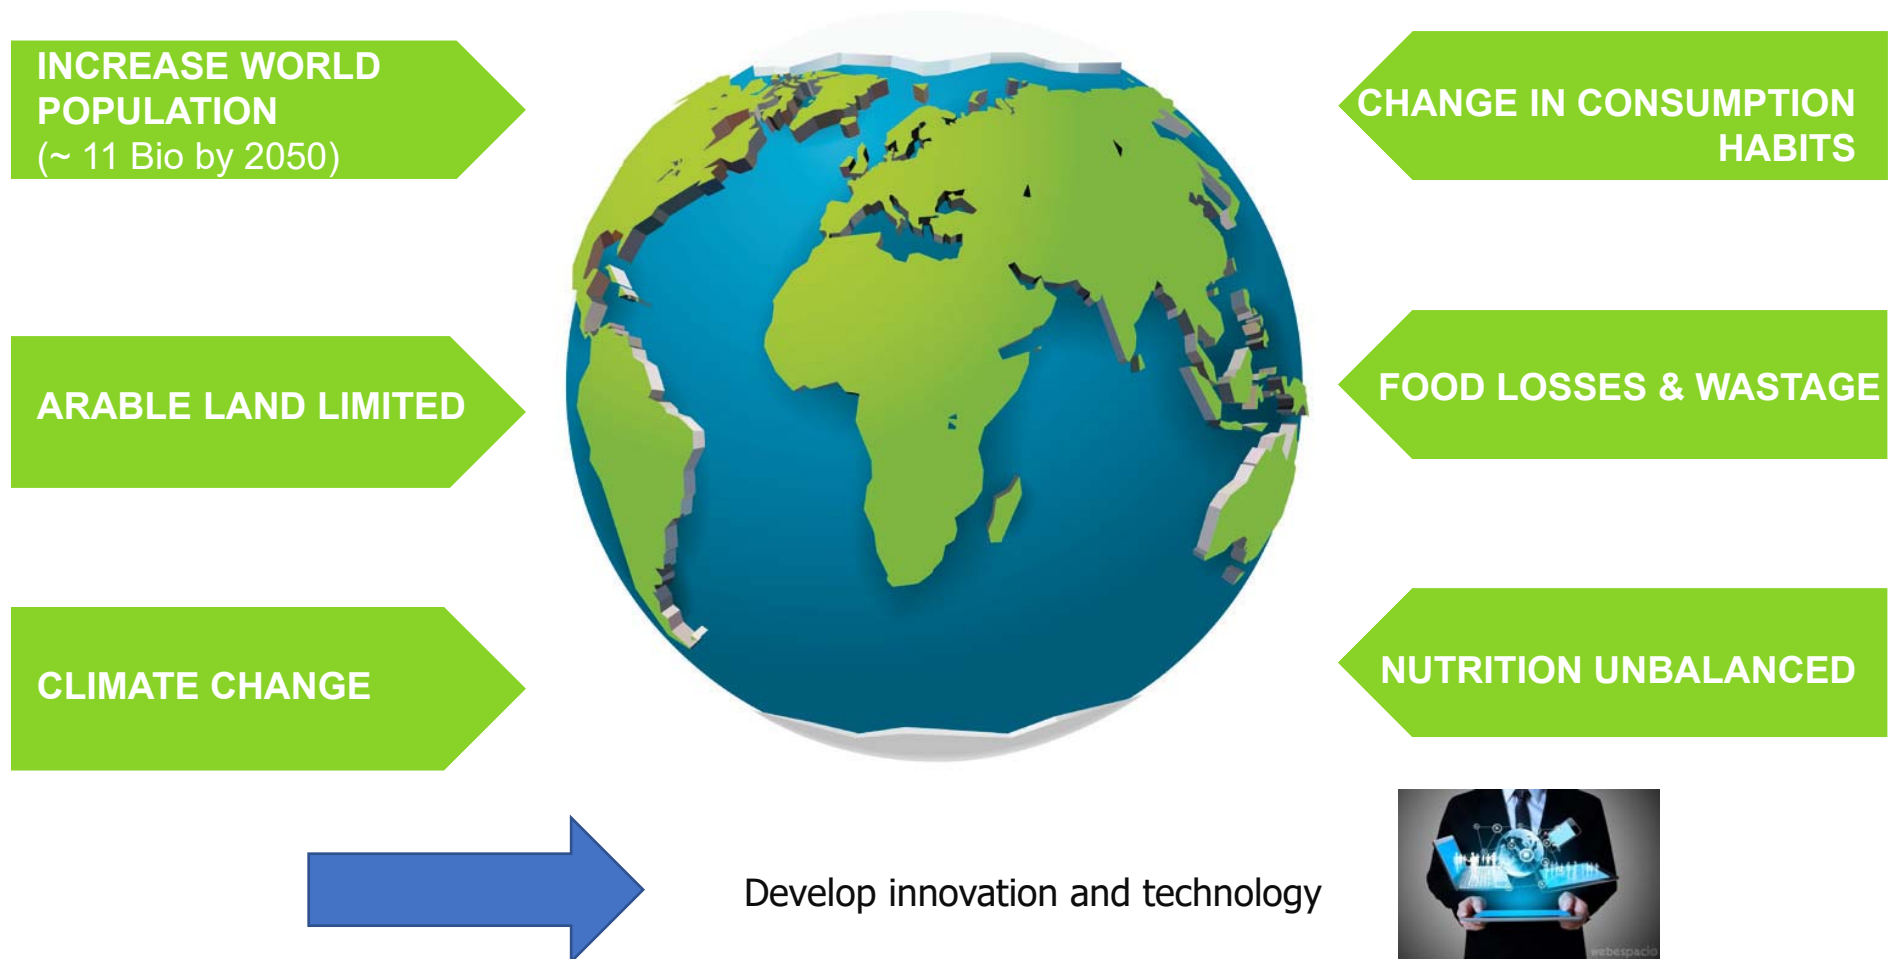 INCREASE WORLD
POPULATION
(~ 11 Bio by 2050)
CHANGE IN CONSUMPTION
HABITS
ARABLE LAND LIMITED
FOOD LOSSES & WASTAGE
CLIMATE CHANGE
NUTRITION UNBALANCED
Develop innovation and technology
webespacio